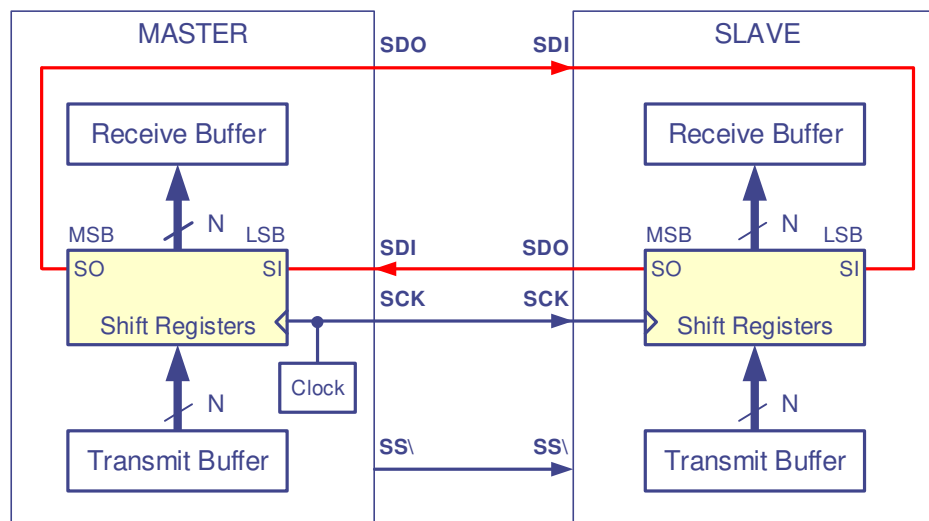 MASTER SDO SDI SLAVE
Receive Buffer Receive Buffer
N N
MSB LSB SDI SDO MSB LSB
SO SI SO SI
SCK SCK
Shift Registers Shift Registers
Clock
N N
SS\ SS\
Transmit Buffer Transmit Buffer